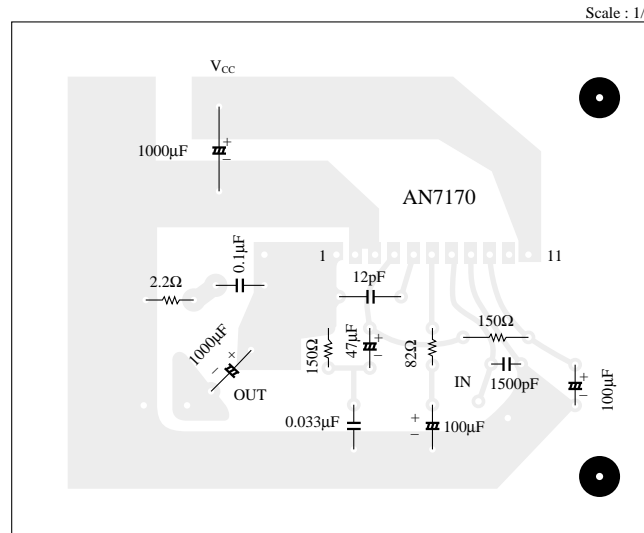 Scale : 1/
V_CC
1000µF
+
−
AN7170
1
11
0.1µF
2.2Ω
12pF
1000µF
+
−
OUT
150Ω
47µF
+
−
82Ω
150Ω
IN
1500pF
+
−
100µF
0.033µF
+
−
100µF